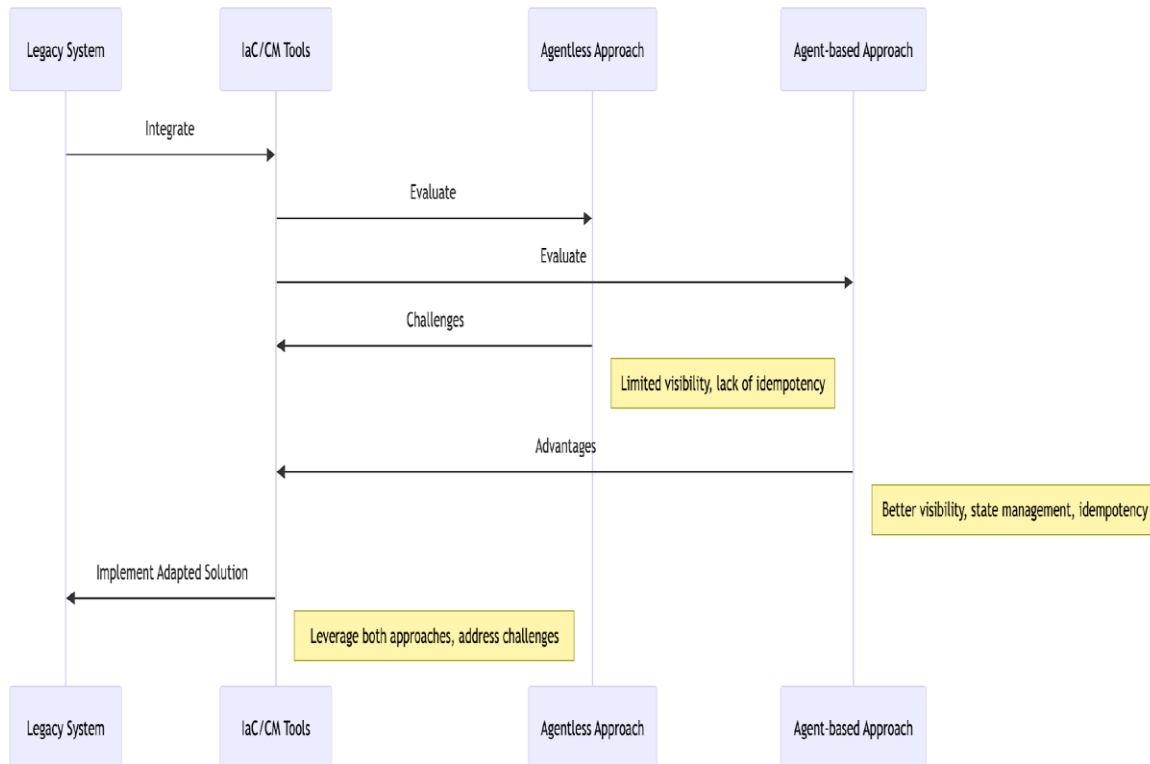 Legacy System
IaC/CM Tools
Agentless Approach
Agent-based Approach
Integrate
Evaluate
Evaluate
Challenges
Limited visibility, lack of idempotency
Advantages
Better visibility, state management, idempotency
Implement Adapted Solution
Leverage both approaches, address challenges
Legacy System
IaC/CM Tools
Agentless Approach
Agent-based Approach